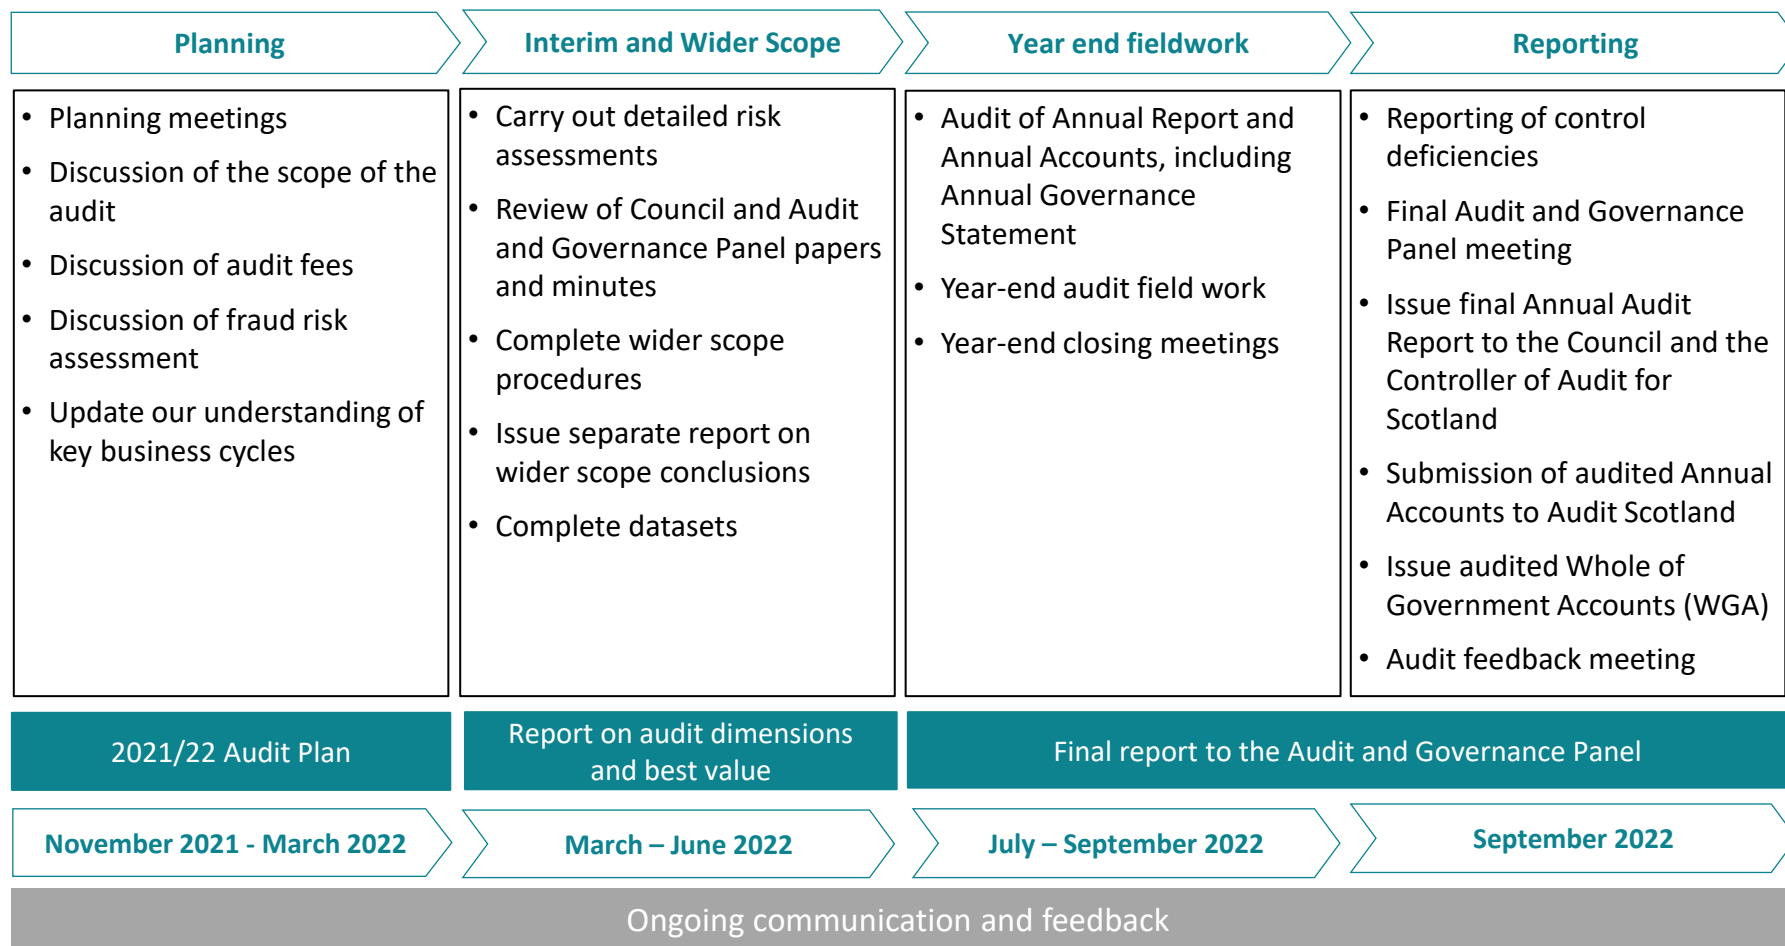 Planning
Interim and Wider Scope
Year end fieldwork
Reporting
• Planning meetings
• Discussion of the scope of the
audit
• Discussion of audit fees
• Discussion of fraud risk
assessment
• Update our understanding of
key business cycles
• Carry out detailed risk
assessments
• Review of Council and Audit
and Governance Panel papers
and minutes
• Complete wider scope
procedures
• Issue separate report on
wider scope conclusions
• Complete datasets
• Audit of Annual Report and
Annual Accounts, including
Annual Governance
Statement
• Year-end audit field work
• Year-end closing meetings
• Reporting of control
deficiencies
• Final Audit and Governance
Panel meeting
• Issue final Annual Audit
Report to the Council and the
Controller of Audit for
Scotland
• Submission of audited Annual
Accounts to Audit Scotland
• Issue audited Whole of
Government Accounts (WGA)
• Audit feedback meeting
2021/22 Audit Plan
Report on audit dimensions
and best value
Final report to the Audit and Governance Panel
November 2021 - March 2022
March – June 2022
July – September 2022
September 2022
Ongoing communication and feedback